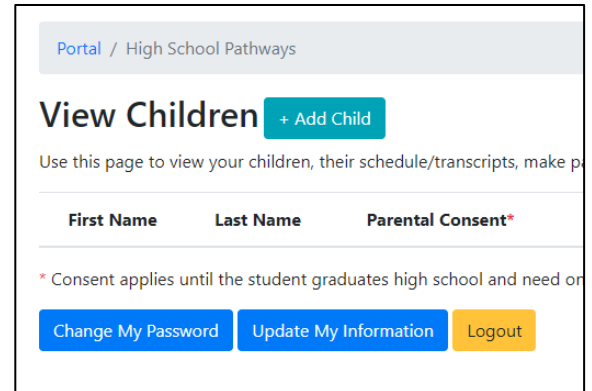 Portal / High School Pathways
View Children + Add Child
Use this page to view your children, their schedule/transcripts, make
First Name Last Name Parental Consent*
* Consent applies until the student graduates high school and need
Change My Password Update My Information Logout